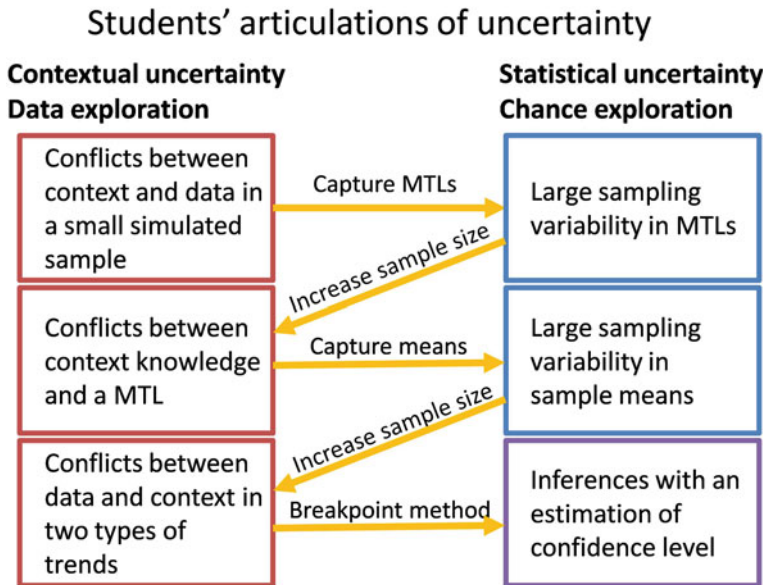 Students' articulations of uncertainty
Contextual uncertainty
Data exploration
Statistical uncertainty
Chance exploration
Conflicts between
context and data in
a small simulated
sample
Capture MTLs
Large sampling
variability in MTLs
Increase sample size
Conflicts between
context knowledge
and a MTL
Capture means
Large sampling
variability in
sample means
Increase sample size
Conflicts between
data and context in
two types of
trends
Breakpoint method
Inferences with an
estimation of
confidence level